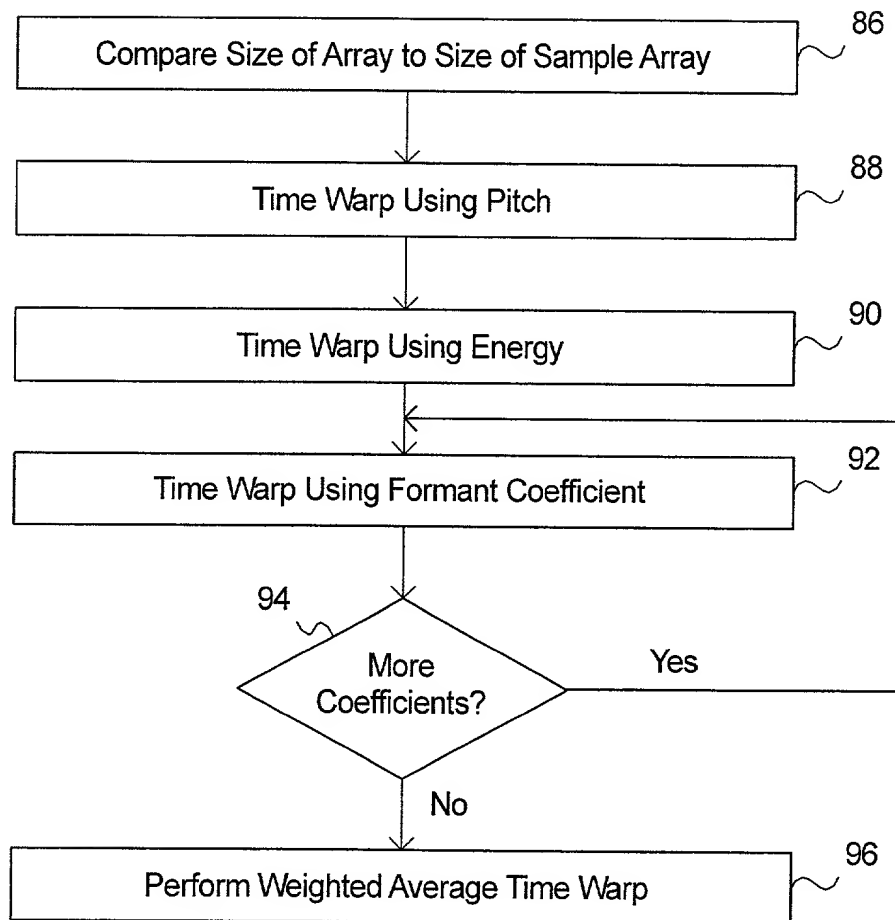 86
Compare Size of Array to Size of Sample Array
88
Time Warp Using Pitch
90
Time Warp Using Energy
92
Time Warp Using Formant Coefficient
94
More
Coefficients?
Yes
No
96
Perform Weighted Average Time Warp